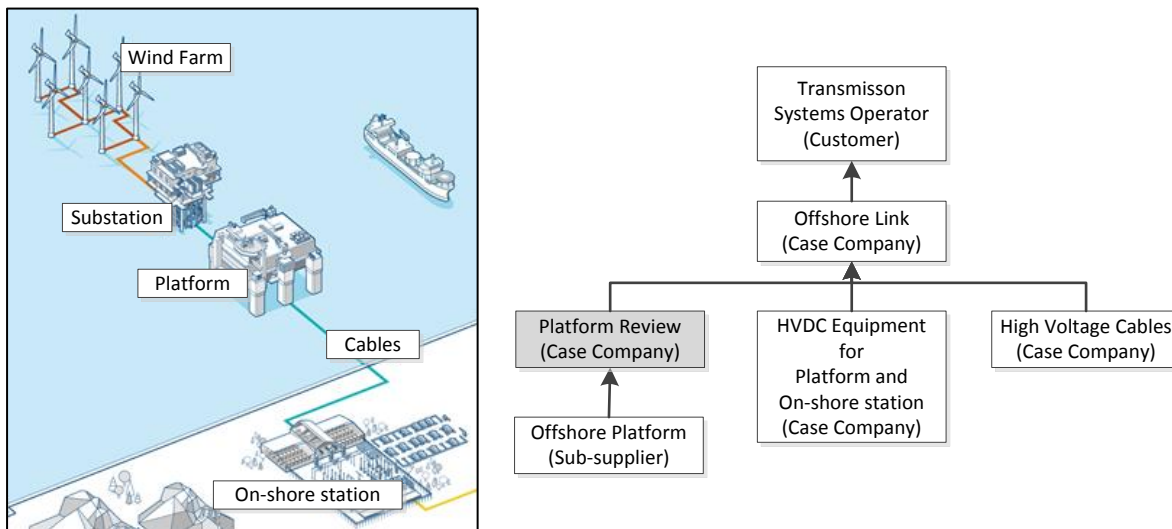 Wind Farm
Substation
Platform
Cables
On-shore station
Transmisson
Systems Operator
(Customer)
Offshore Link
(Case Company)
Platform Review
(Case Company)
HVDC Equipment
for
Platform and
On-shore station
(Case Company)
High Voltage Cables
(Case Company)
Offshore Platform
(Sub-supplier)